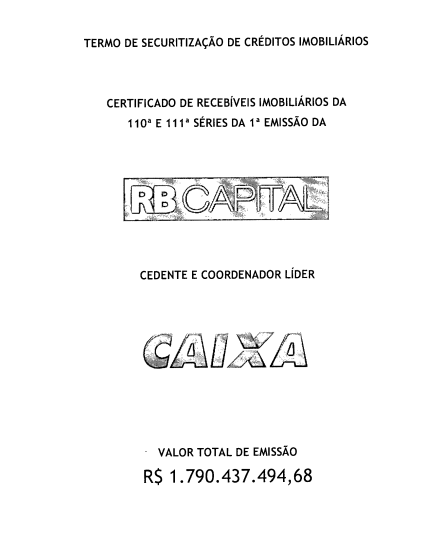 TERMO DE SECURITIZAÇÃO DE CRÉDITOS IMOBILIÁRIOS
CERTIFICADO DE RECEBÍVEIS IMOBILIÁRIOS DA
110ª E 111ª SÉRIES DA 1ª EMISSÃO DA
RB CAPITAL
CEDENTE E COORDENADOR LÍDER
CAIXA
VALOR TOTAL DE EMISSÃO
R$ 1.790.437.494,68